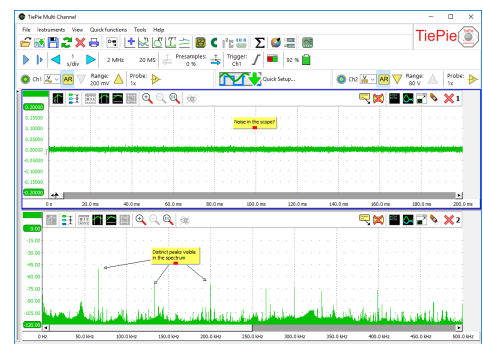 TiePie Multi Channel
File Instruments View Quick functions Tools Help
TiePie
1
s/div
2 MHz
20 MS
Presamples:
0 %
Trigger:
Ch1
92 %
Ch1
AR
Range:
200 mV
Probe:
1x
Quick Setup...
Ch2
AR
Range:
80 V
Probe:
1x
1
0.20000
0.15000
0.10000
0.05000
0.00000
-0.05000
-0.10000
-0.15000
-0.20000
Noise in the scope?
0 s 20.0 ms 40.0 ms 60.0 ms 80.0 ms 100.0 ms 120.0 ms 140.0 ms 160.0 ms 180.0 ms 200.0 ms
2
0.00
-15.00
-30.00
-45.00
-60.00
-75.00
-90.00
-105.00
-120.00
Distinct peaks visible
in the spectrum
0 Hz 50.0 kHz 100.0 kHz 150.0 kHz 200.0 kHz 250.0 kHz 300.0 kHz 350.0 kHz 400.0 kHz 450.0 kHz 500.0 kHz